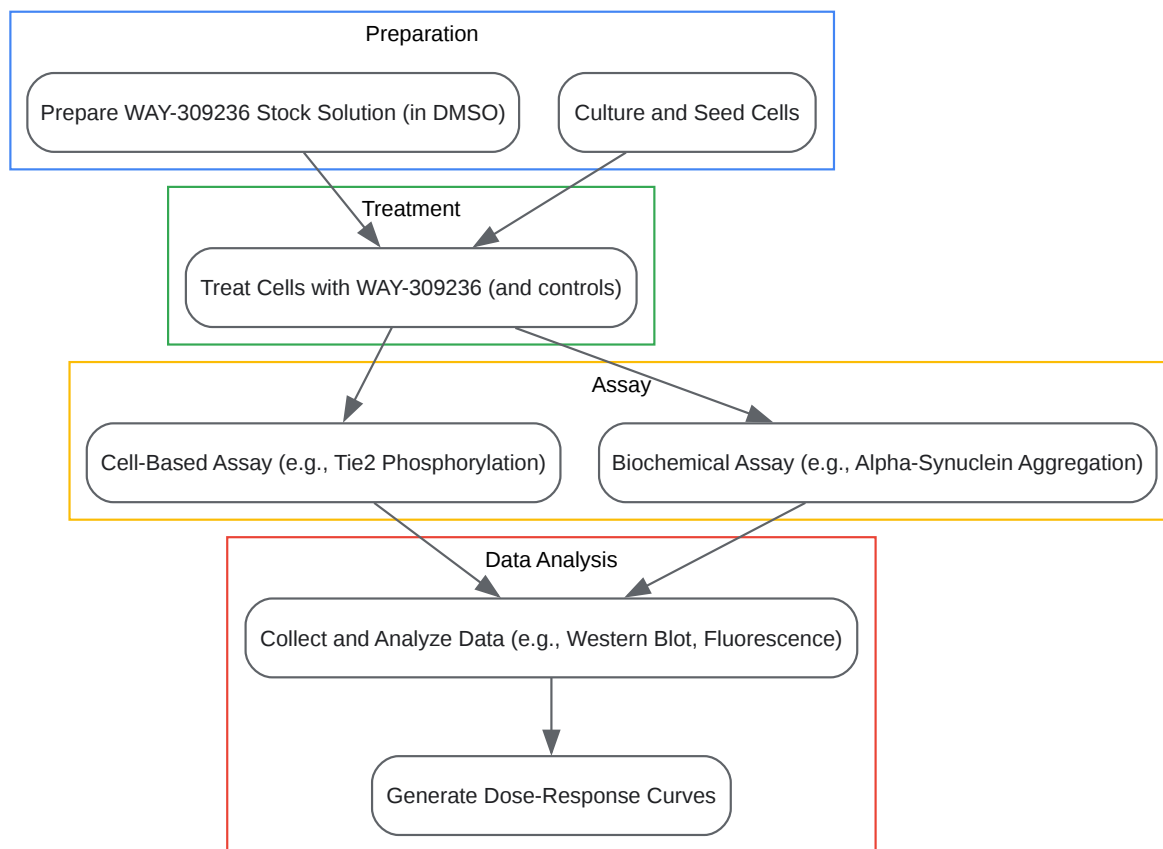 Preparation
Prepare WAY-309236 Stock Solution (in DMSO)
Culture and Seed Cells
Treatment
Treat Cells with WAY-309236 (and controls)
Assay
Cell-Based Assay (e.g., Tie2 Phosphorylation)
Biochemical Assay (e.g., Alpha-Synuclein Aggregation)
Data Analysis
Collect and Analyze Data (e.g., Western Blot, Fluorescence)
Generate Dose-Response Curves